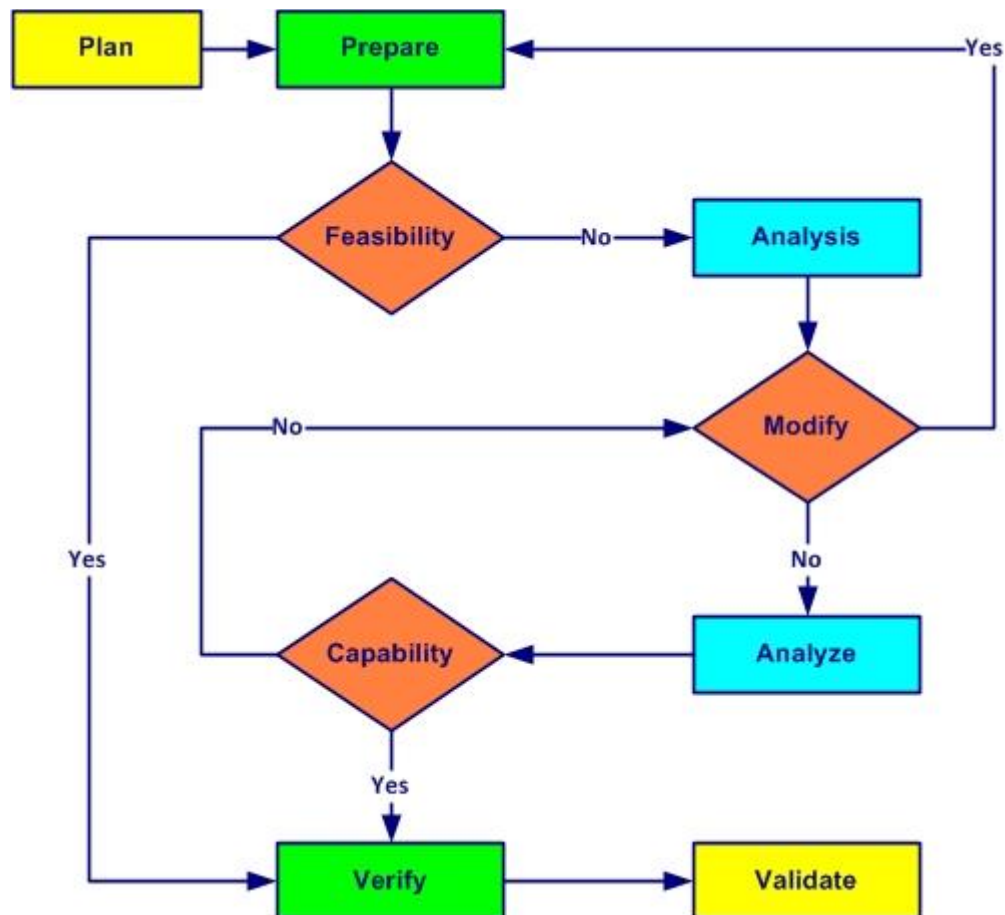 Plan
Prepare
Yes
Feasibility
No
Analysis
No
Modify
Yes
No
Capability
Analyze
Yes
Verify
Validate